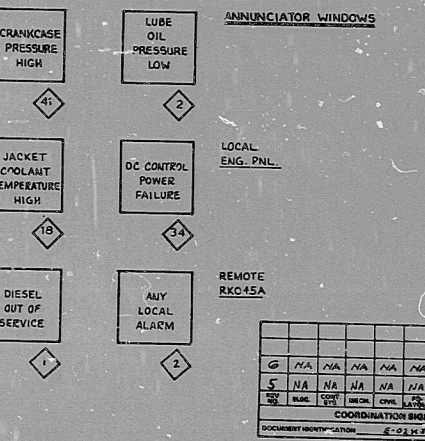 CRANKCASE
PRESSURE
HIGH
LUBE
OIL
PRESSURE
LOW
ANNUNCIATOR WINDOWS
41
2
JACKET
COOLANT
TEMPERATURE
HIGH
DC CONTROL
POWER
FAILURE
LOCAL
ENG. PNL.
18
34
DIESEL
OUT OF
SERVICE
ANY
LOCAL
ALARM
REMOTE
RK045A
1
2
6 NA NA NA NA NA
5 NA NA NA NA NA
REV NO. BLDG. CONT SYS. MECH. CIVIL
COORDINATION
DOCUMENT IDENTIFICATION